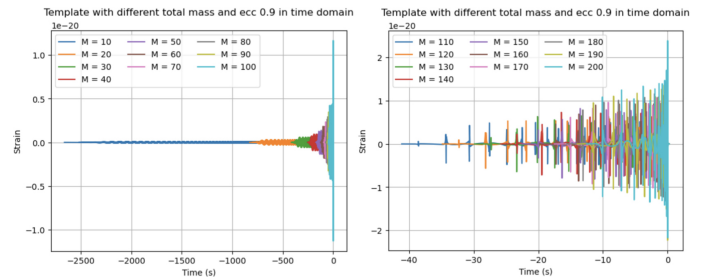 Template with different total mass and ecc 0.9 in time domain
1e−20
M = 10 M = 50 M = 80
M = 20 M = 60 M = 90
M = 30 M = 70 M = 100
M = 40
1.0
0.5
0.0
−0.5
−1.0
Strain
−2500 −2000 −1500 −1000 −500 0
Time (s)
Template with different total mass and ecc 0.9 in time domain
1e−20
M = 110 M = 150 M = 180
M = 120 M = 160 M = 190
M = 130 M = 170 M = 200
M = 140
2
1
0
−1
−2
Strain
−40 −30 −20 −10 0
Time (s)